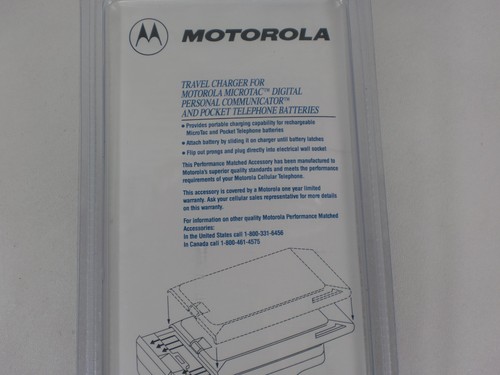 MOTOROLA
TRAVEL CHARGER FOR
MOTOROLA MICROTAC™ DIGITAL
PERSONAL COMMUNICATOR™
AND POCKET TELEPHONE BATTERIES
• Provides portable charging capability for rechargeable
MicroTac and Pocket Telephone batteries
• Attach battery by sliding it on charger until battery latches
• Flip out prongs and plug directly into electrical wall socket
This Performance Matched Accessory has been manufactured to
Motorola's superior quality standards and meets the performance
requirements of your Motorola Cellular Telephone.
This accessory is covered by a Motorola one year limited
warranty. Ask your cellular sales representative for more details
on this warranty.
For information on other quality Motorola Performance Matched
Accessories:
In the United States call 1-800-331-6456
In Canada call 1-800-461-4575